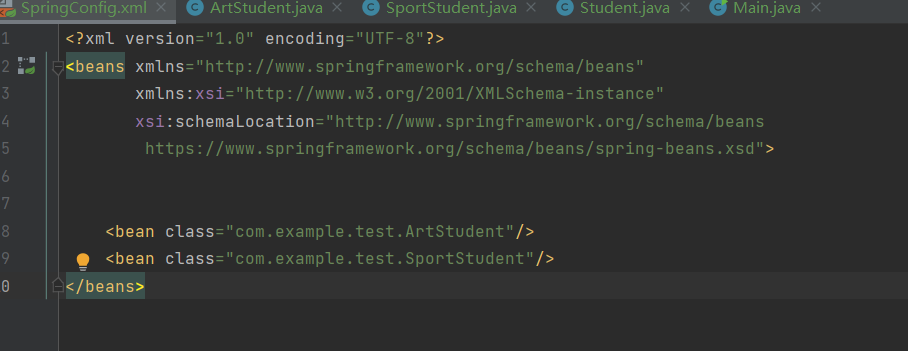 SpringConfig.xml ArtStudent.java SportStudent.java Student.java Main.java
1 <?xml version="1.0" encoding="UTF-8"?>
2 <beans xmlns="http://www.springframework.org/schema/beans"
3 xmlns:xsi="http://www.w3.org/2001/XMLSchema-instance"
4 xsi:schemaLocation="http://www.springframework.org/schema/beans
5 https://www.springframework.org/schema/beans/spring-beans.xsd">
6
7
8 <bean class="com.example.test.ArtStudent"/>
9 <bean class="com.example.test.SportStudent"/>
0 </beans>